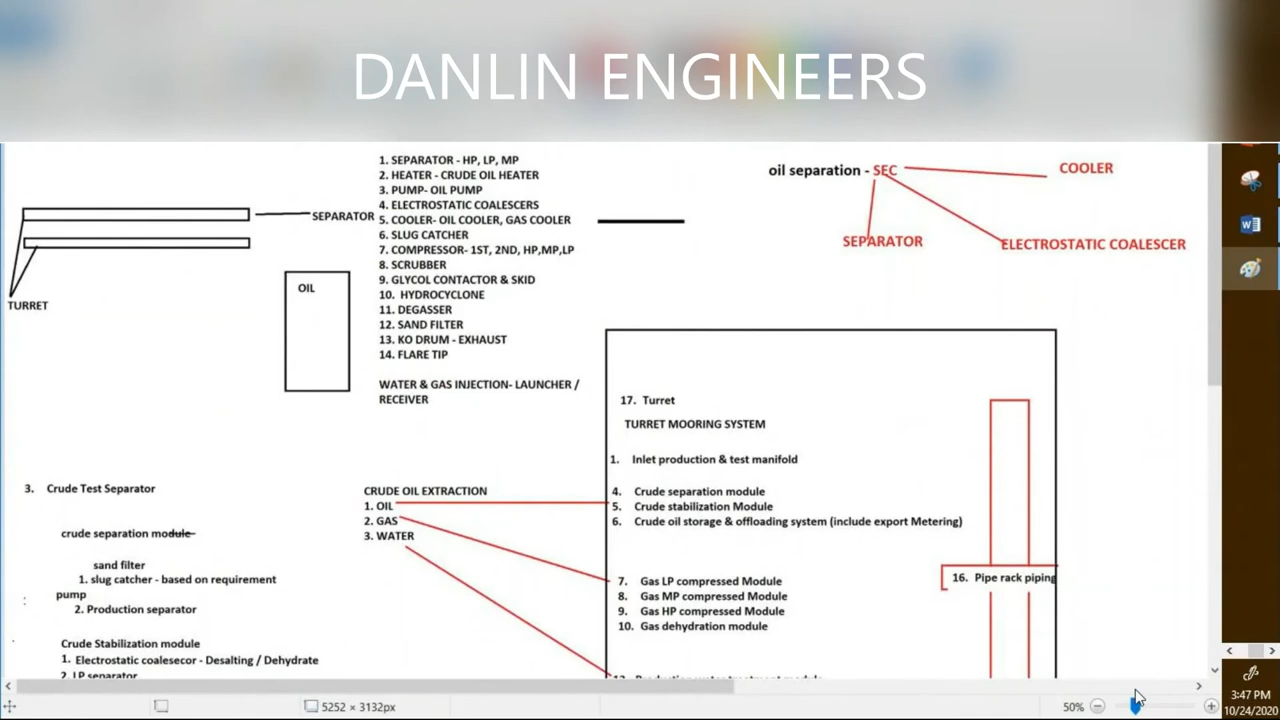 DANLIN ENGINEERS
1. SEPARATOR - HP, LP, MP
2. HEATER - CRUDE OIL HEATER
3. PUMP- OIL PUMP
4. ELECTROSTATIC COALESCERS
5. COOLER- OIL COOLER, GAS COOLER
6. SLUG CATCHER
7. COMPRESSOR- 1ST, 2ND, HP,MP,LP
8. SCRUBBER
9. GLYCOL CONTACTOR & SKID
10. HYDROCYCLONE
11. DEGASSER
12. SAND FILTER
13. KO DRUM - EXHAUST
14. FLARE TIP
WATER & GAS INJECTION- LAUNCHER /
RECEIVER
SEPARATOR
TURRET
OIL
oil separation - SEC
COOLER
SEPARATOR
ELECTROSTATIC COALESCER
3. Crude Test Separator
crude separation module
sand filter
1. slug catcher - based on requirement
pump
2. Production separator
Crude Stabilization module
1. Electrostatic coalesecor - Desalting / Dehydrate
2. LP separator
CRUDE OIL EXTRACTION
1. OIL
2. GAS
3. WATER
17. Turret
TURRET MOORING SYSTEM
1. Inlet production & test manifold
4. Crude separation module
5. Crude stabilization Module
6. Crude oil storage & offloading system (include export Metering)
7. Gas LP compressed Module
8. Gas MP compressed Module
9. Gas HP compressed Module
10. Gas dehydration module
16. Pipe rack piping
5252 × 3132px
50%
3:47 PM
10/24/2020